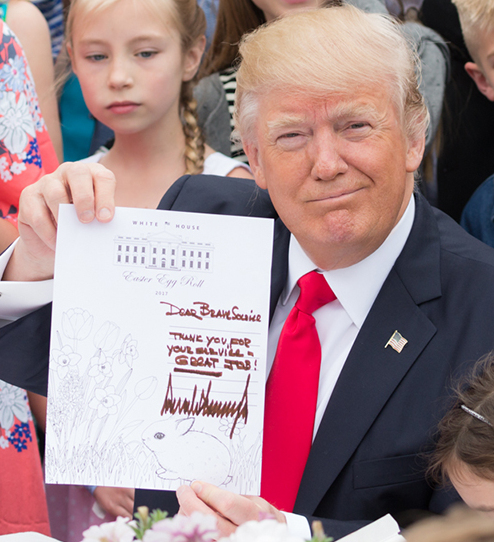 WHITE HOUSE
Easter Egg Roll
2017
DEAR BRAVE SOLDIER
THANK YOU FOR
YOUR SERVICE -
GREAT JOB!